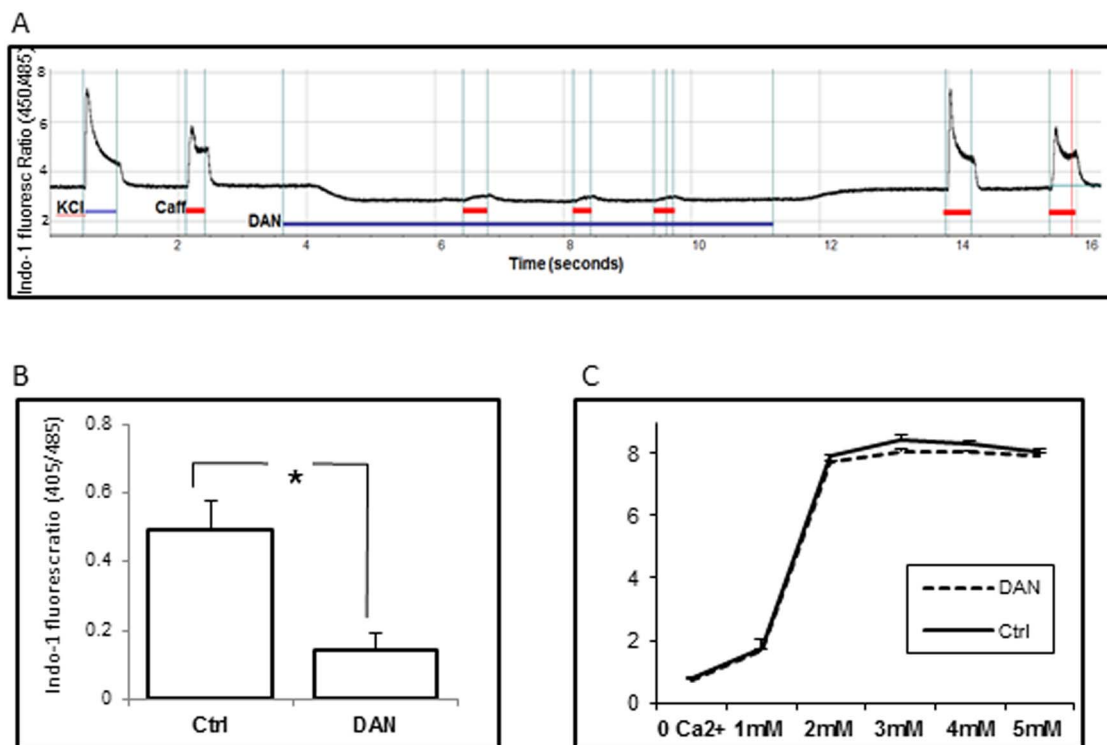 A
Indo-1 fluoresc Ratio (450/485)
8
6
4
2
KCl
Caff
DAN
2
4
6
8
10
12
14
16
Time (seconds)
B
Indo-1 fluorescratio (405/485)
0.8
0.6
0.4
0.2
0
*
Ctrl
DAN
C
8
6
4
2
0
DAN
Ctrl
0 Ca2+ 1mM 2mM 3mM 4mM 5mM